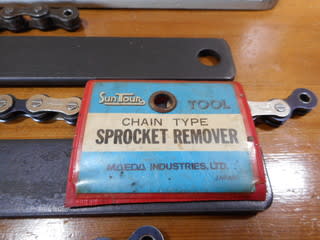 SunTour TOOL
CHAIN TYPE
SPROCKET REMOVER
MAEDA INDUSTRIES, LTD.
JAPAN